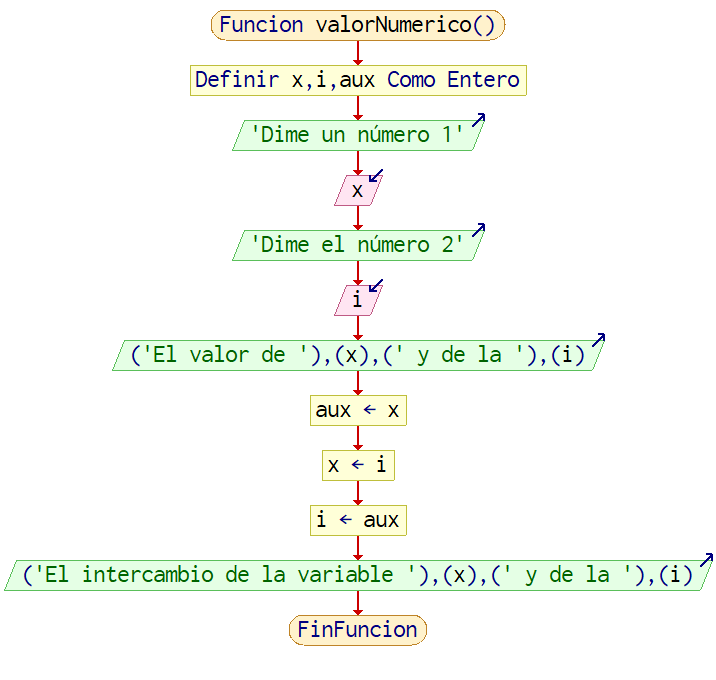 Funcion valorNumerico()
Definir x,i,aux Como Entero
'Dime un número 1'
x
'Dime el número 2'
i
('El valor de '),(x),(' y de la '),(i)
aux ← x
x ← i
i ← aux
('El intercambio de la variable '),(x),(' y de la '),(i)
FinFuncion